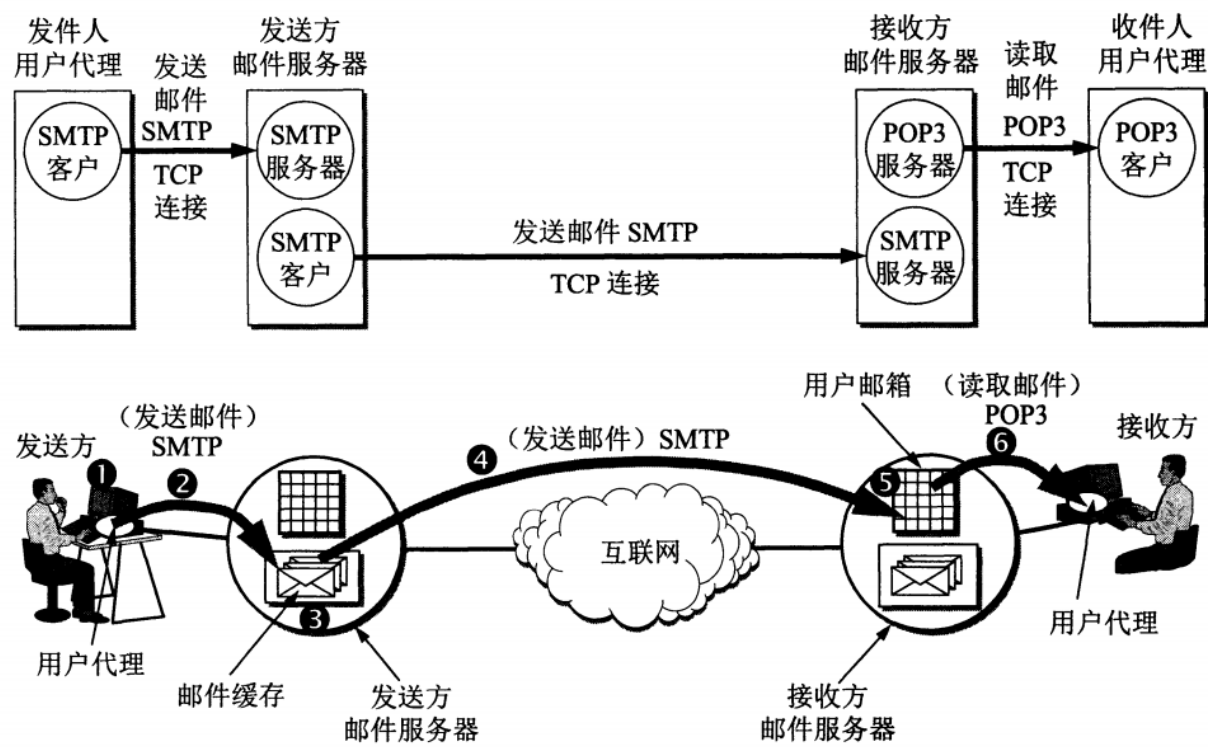 发件人
用户代理
发送
邮件
SMTP
TCP
连接
发送方
邮件服务器
接收方
邮件服务器
读取
邮件
POP3
TCP
连接
收件人
用户代理
SMTP
客户
SMTP
服务器
POP3
服务器
POP3
客户
SMTP
客户
发送邮件 SMTP
TCP 连接
SMTP
服务器
用户邮箱
(读取邮件)
POP3
(发送邮件)
SMTP
(发送邮件) SMTP
发送方
接收方
❶
❷
❸
❹
❺
❻
互联网
用户代理
邮件缓存
发送方
邮件服务器
接收方
邮件服务器
用户代理